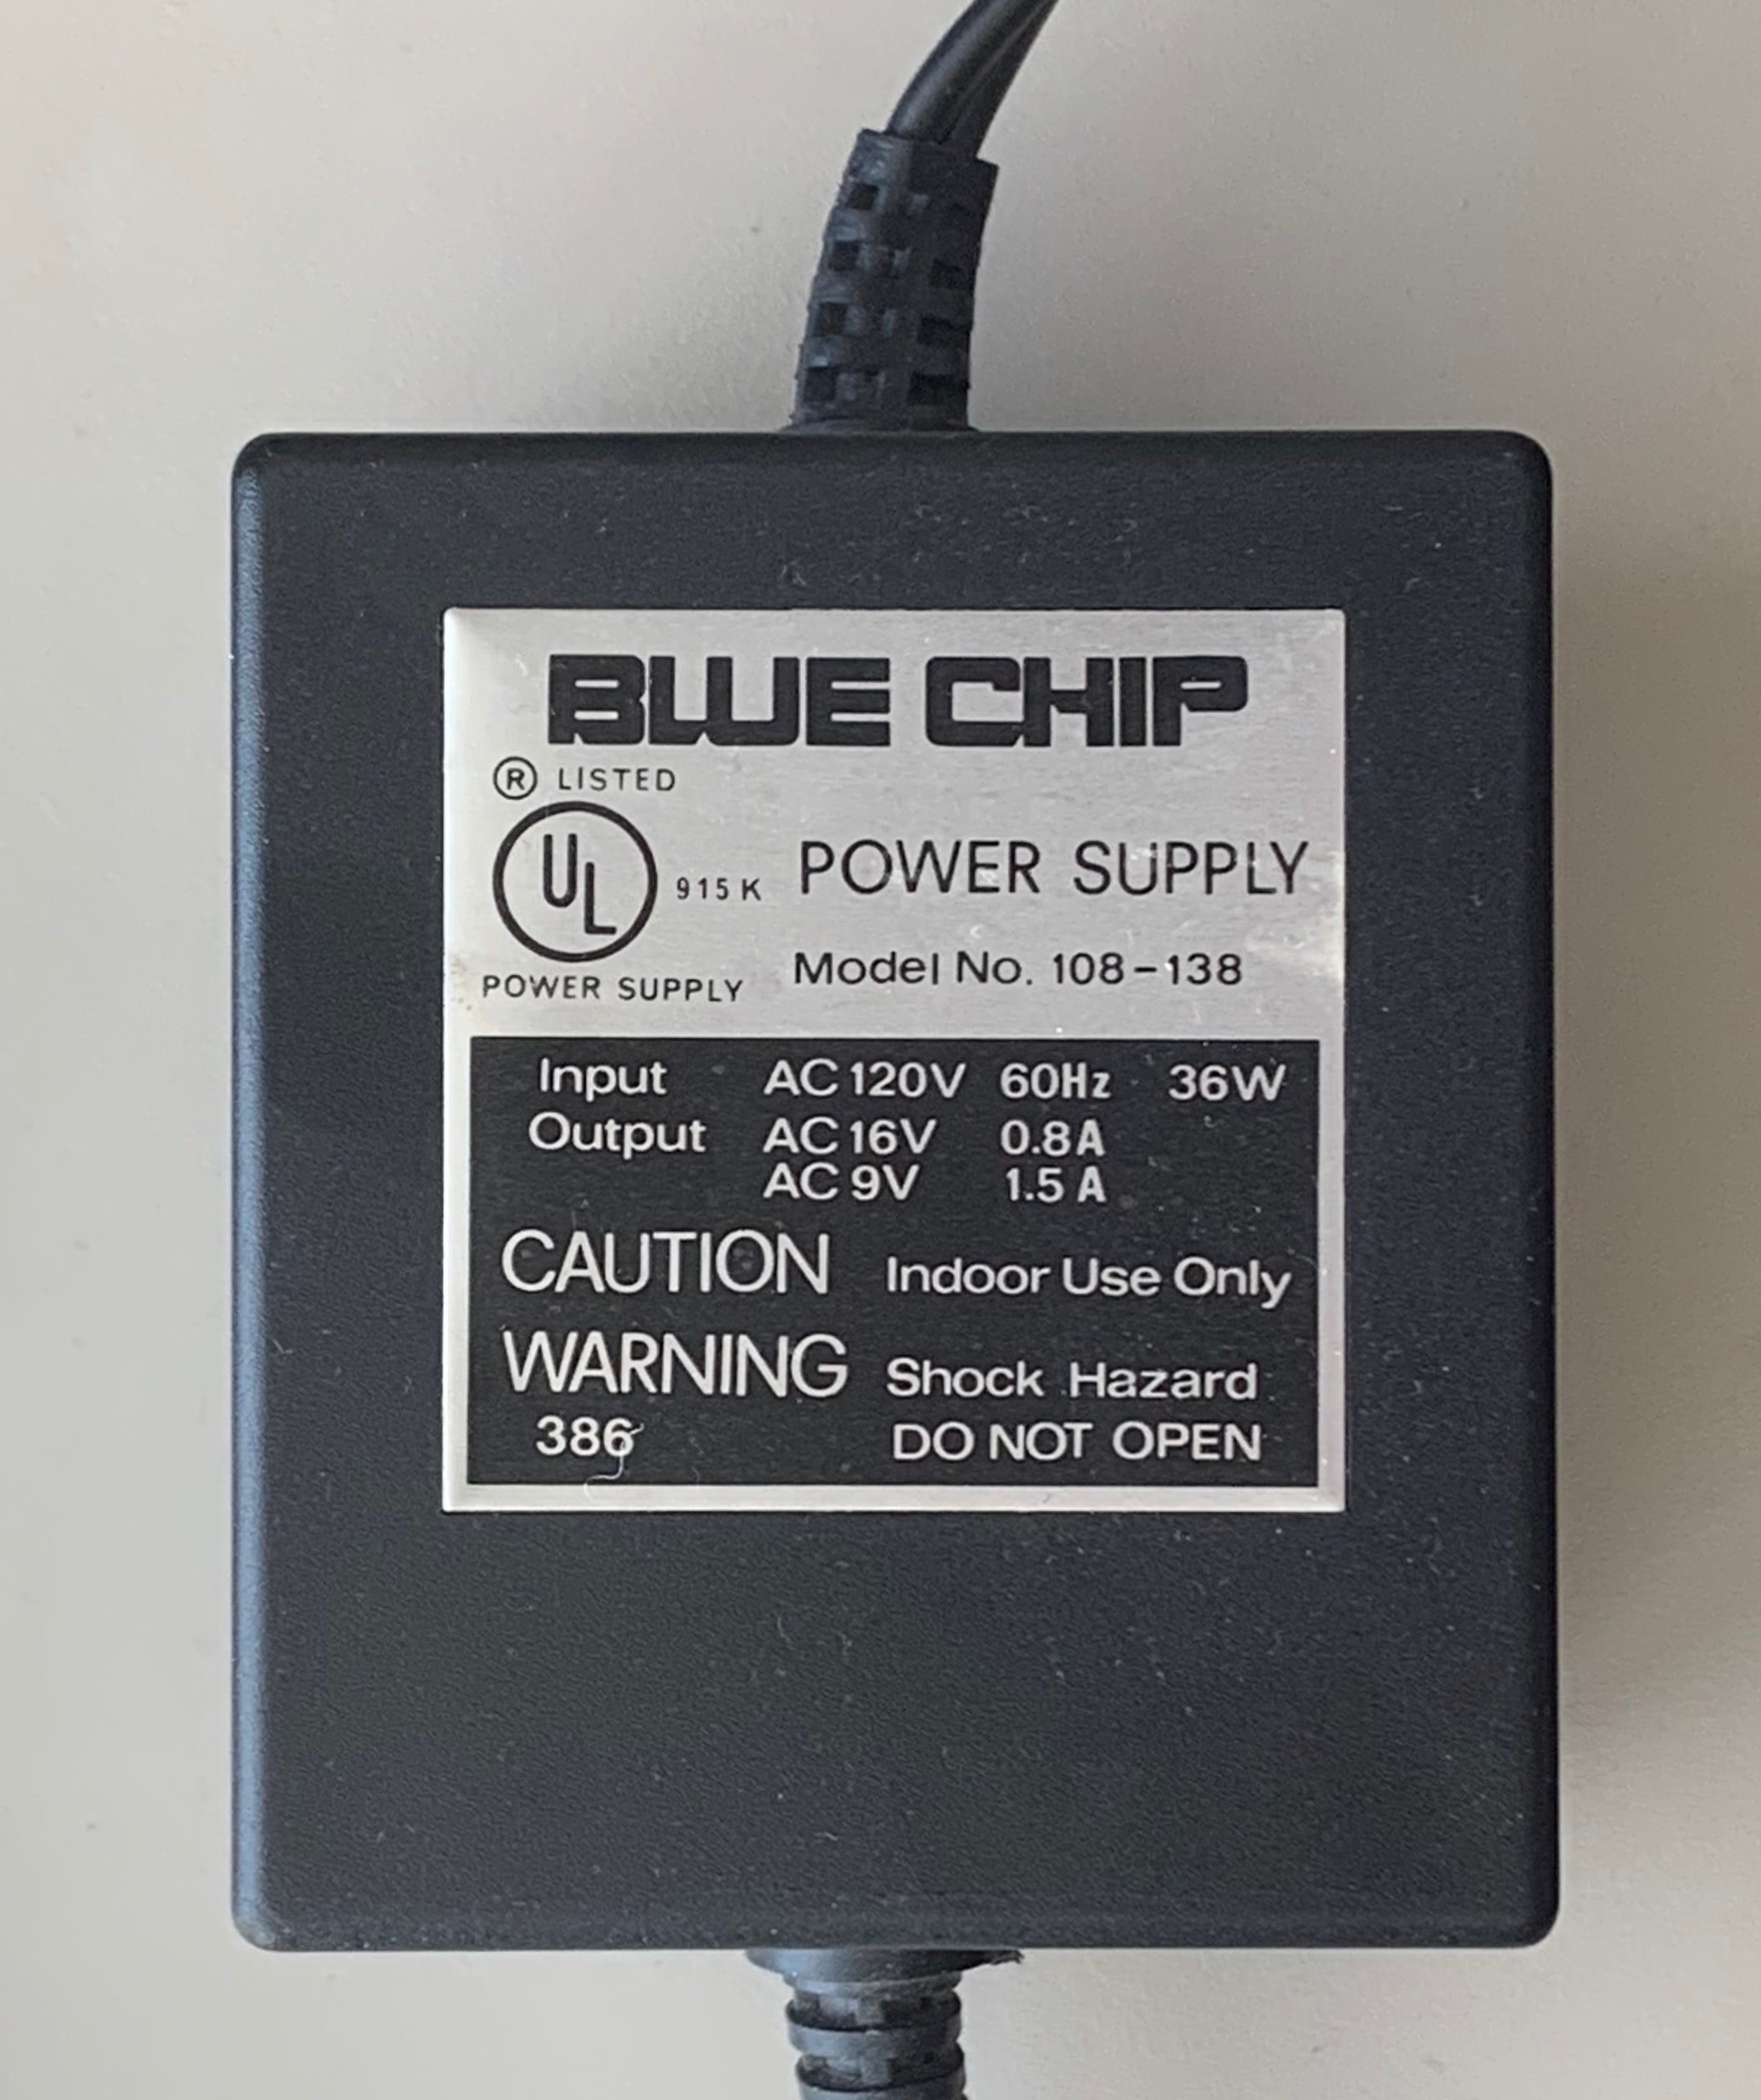 BLUE CHIP
® LISTED
UL
915K
POWER SUPPLY
POWER SUPPLY
Model No. 108-138
Input AC 120V 60Hz 36W
Output AC 16V 0.8A
AC 9V 1.5 A
CAUTION Indoor Use Only
WARNING Shock Hazard
386 DO NOT OPEN